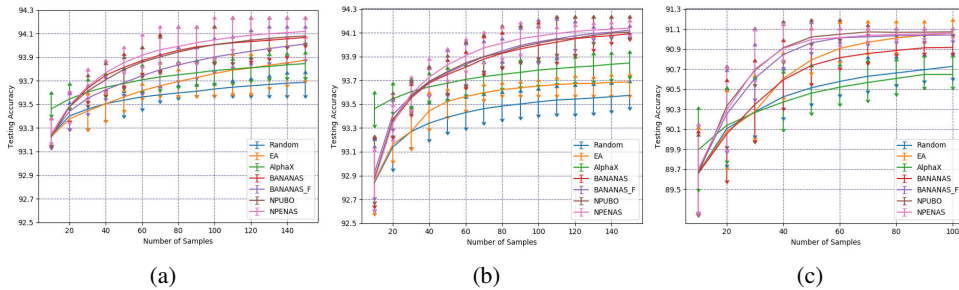 94.3
94.1
93.9
93.7
93.5
93.3
93.1
92.9
92.7
92.5
Testing Accuracy
20 40 60 80 100 120 140
Number of Samples
Random
EA
AlphaX
BANANAS
BANANAS_F
NPUBO
NPENAS
(a)
94.3
94.1
93.9
93.7
93.5
93.3
93.1
92.9
92.7
92.5
Testing Accuracy
20 40 60 80 100 120 140
Number of Samples
Random
EA
AlphaX
BANANAS
BANANAS_F
NPUBO
NPENAS
(b)
91.3
91.1
90.9
90.7
90.5
90.3
90.1
89.9
89.7
89.5
Testing Accuracy
20 40 60 80 100
Number of Samples
Random
EA
AlphaX
BANANAS
BANANAS_F
NPUBO
NPENAS
(c)